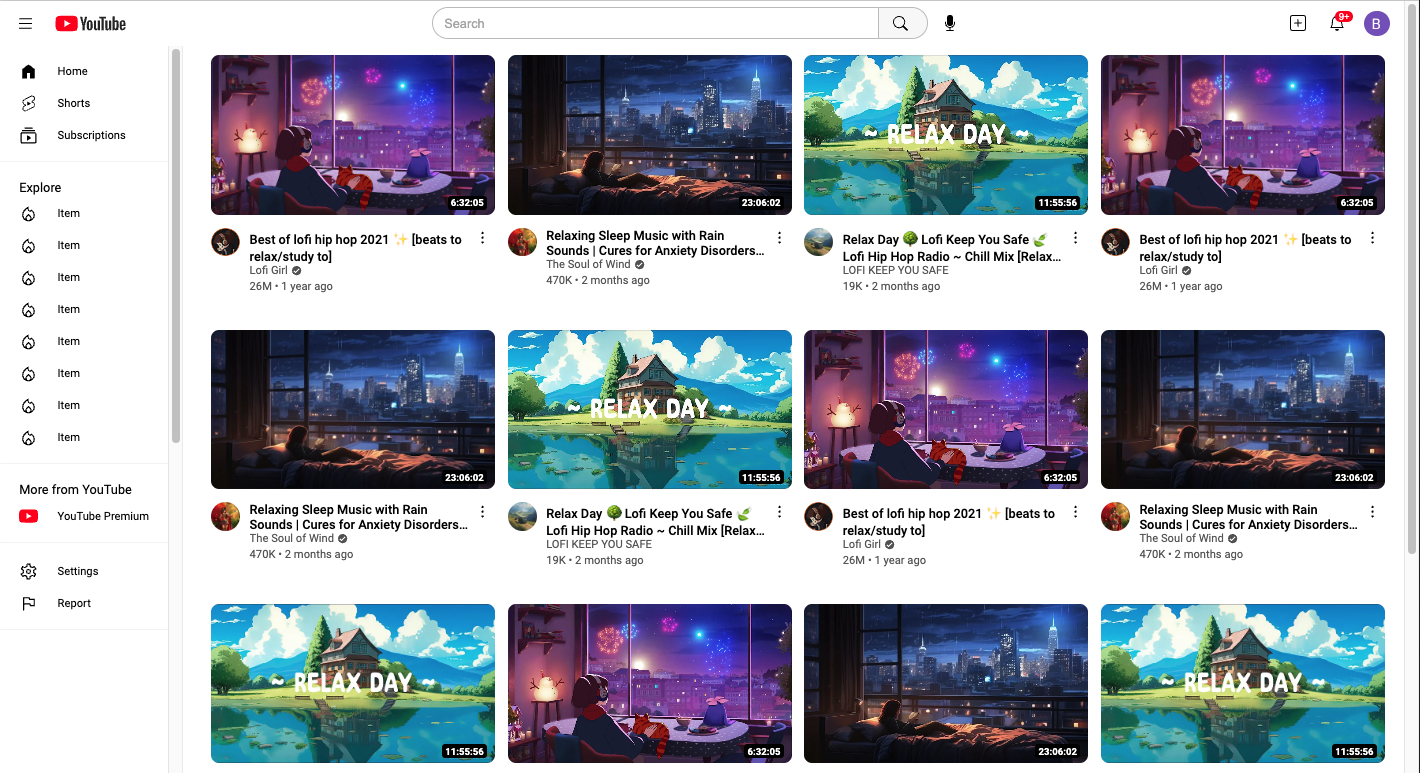 YouTube
Search
9+
B
Home
Shorts
Subscriptions
Explore
Item
Item
Item
Item
Item
Item
Item
Item
More from YouTube
YouTube Premium
Settings
Report
6:32:05
Best of lofi hip hop 2021 ✨ [beats to
relax/study to]
Lofi Girl
26M • 1 year ago
23:06:02
Relaxing Sleep Music with Rain
Sounds | Cures for Anxiety Disorders...
The Soul of Wind
470K • 2 months ago
~ RELAX DAY ~
11:55:56
Relax Day 🌳 Lofi Keep You Safe 🍃
Lofi Hip Hop Radio ~ Chill Mix [Relax...
LOFI KEEP YOU SAFE
19K • 2 months ago
6:32:05
Best of lofi hip hop 2021 ✨ [beats to
relax/study to]
Lofi Girl
26M • 1 year ago
23:06:02
Relaxing Sleep Music with Rain
Sounds | Cures for Anxiety Disorders...
The Soul of Wind
470K • 2 months ago
~ RELAX DAY ~
11:55:56
Relax Day 🌳 Lofi Keep You Safe 🍃
Lofi Hip Hop Radio ~ Chill Mix [Relax...
LOFI KEEP YOU SAFE
19K • 2 months ago
6:32:05
Best of lofi hip hop 2021 ✨ [beats to
relax/study to]
Lofi Girl
26M • 1 year ago
23:06:02
Relaxing Sleep Music with Rain
Sounds | Cures for Anxiety Disorders...
The Soul of Wind
470K • 2 months ago
~ RELAX DAY ~
11:55:56
6:32:05
23:06:02
~ RELAX DAY ~
11:55:56